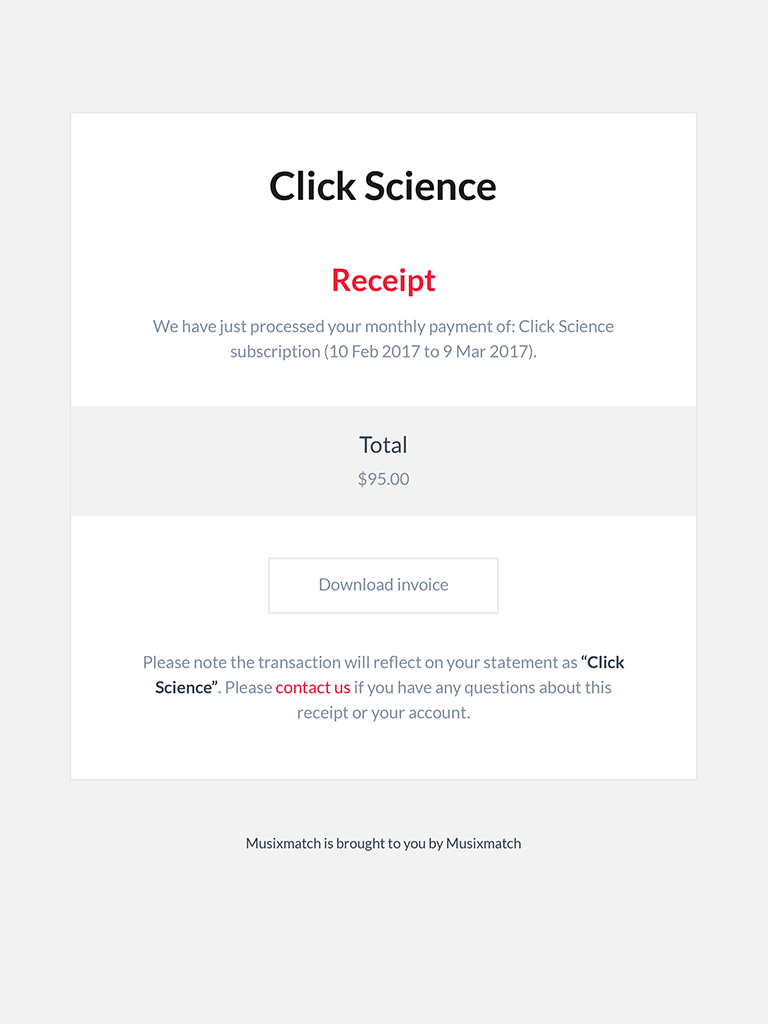 Click Science
Receipt
We have just processed your monthly payment of: Click Science
subscription (10 Feb 2017 to 9 Mar 2017).
Total
$95.00
Download invoice
Please note the transaction will reflect on your statement as “Click
Science”. Please contact us if you have any questions about this
receipt or your account.
Musixmatch is brought to you by Musixmatch